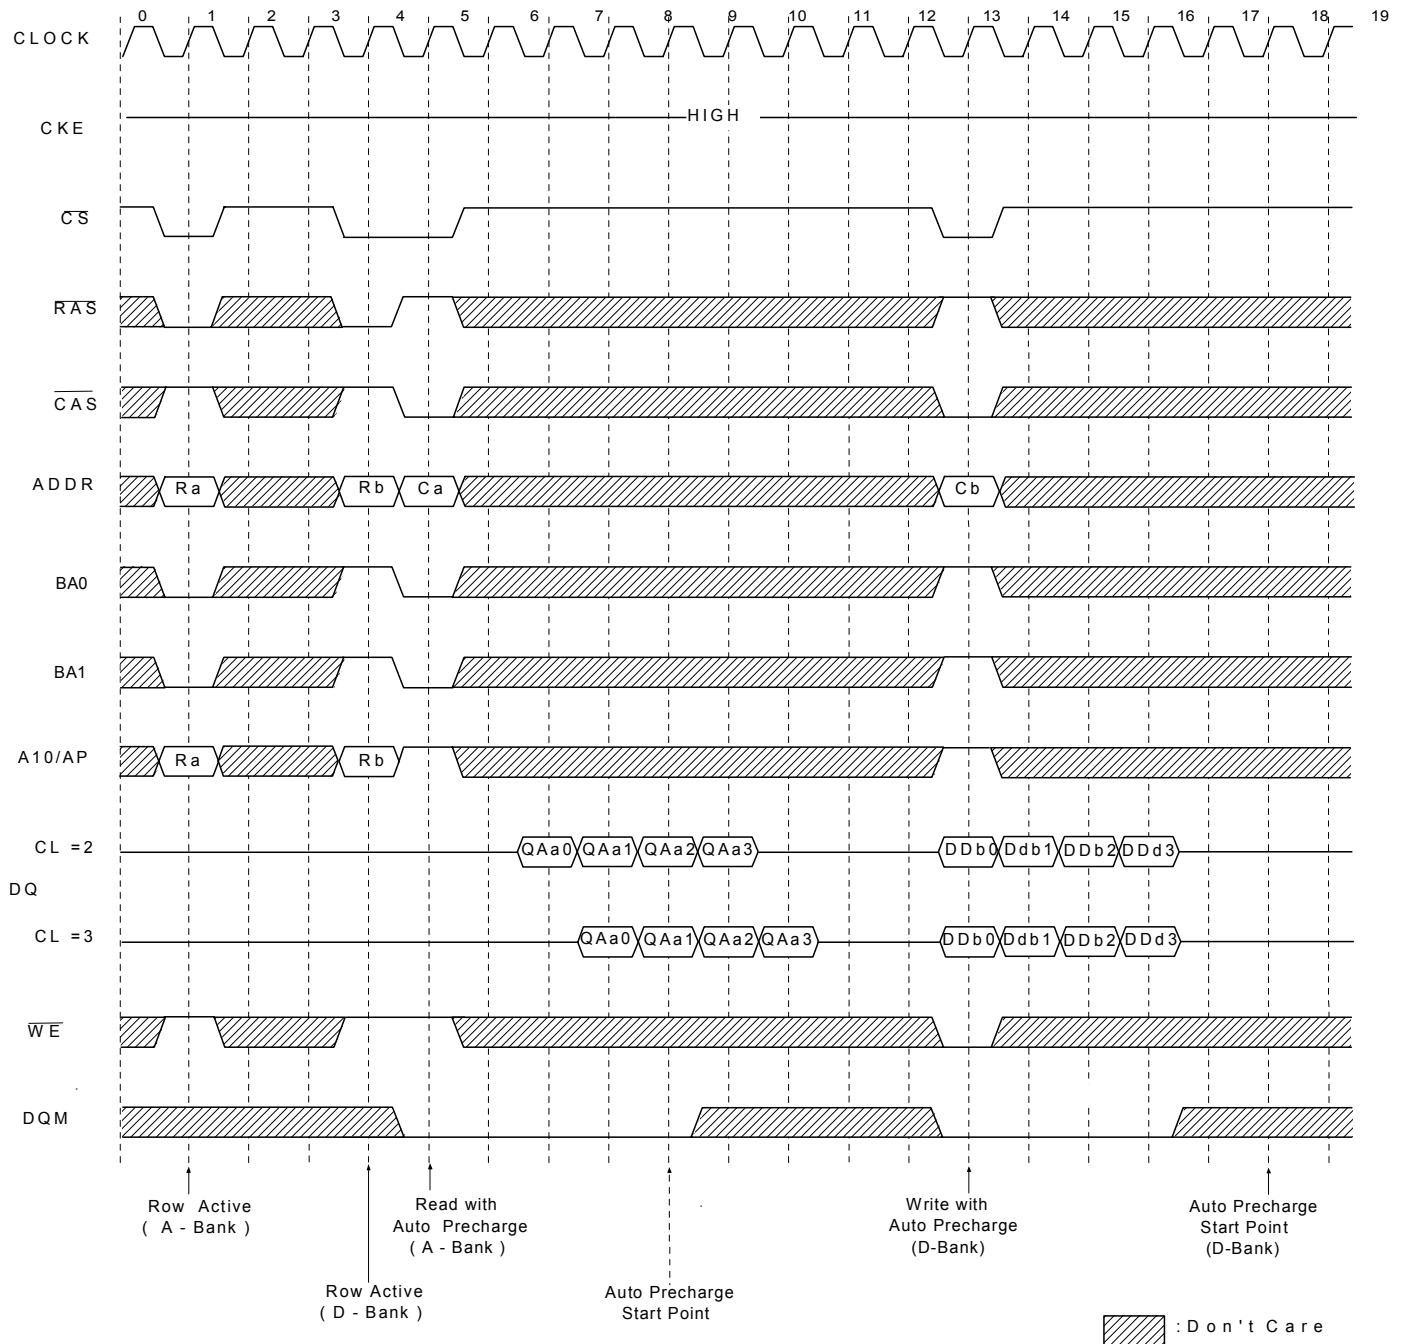 0 1 2 3 4 5 6 7 8 9 10 11 12 13 14 15 16 17 18 19
CLOCK
CKE
HIGH
CS
RAS
CAS
ADDR
Ra Rb Ca Cb
BA0
BA1
A10/AP
Ra Rb
CL =2
QAa0 QAa1 QAa2 QAa3 DDb0 Ddb1 DDb2 DDd3
DQ
CL =3
QAa0 QAa1 QAa2 QAa3 DDb0 Ddb1 DDb2 DDd3
WE
DQM
Row Active
( A - Bank )
Read with
Auto Precharge
( A - Bank )
Write with
Auto Precharge
(D-Bank)
Auto Precharge
Start Point
(D-Bank)
Row Active
( D - Bank )
Auto Precharge
Start Point
: Don't Care